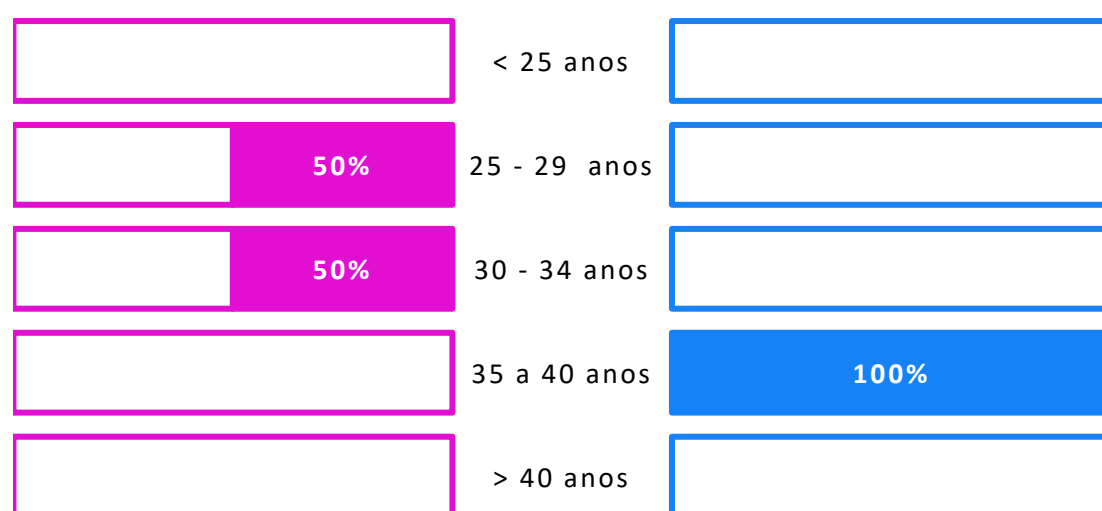 < 25 anos
50% 25 - 29 anos
50% 30 - 34 anos
35 a 40 anos 100%
> 40 anos